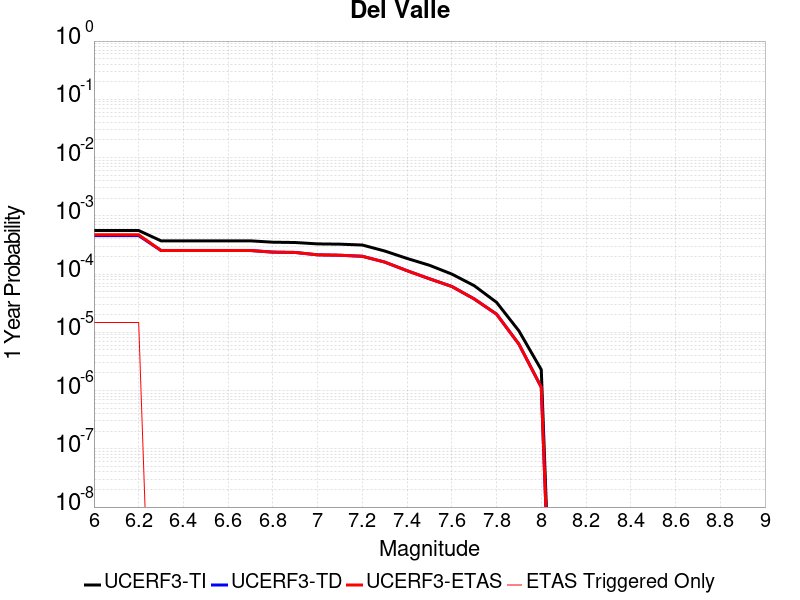 Del Valle
1 Year Probability
10^0
10^-1
10^-2
10^-3
10^-4
10^-5
10^-6
10^-7
10^-8
6 6.2 6.4 6.6 6.8 7 7.2 7.4 7.6 7.8 8 8.2 8.4 8.6 8.8 9
Magnitude
UCERF3-TI UCERF3-TD UCERF3-ETAS ETAS Triggered Only